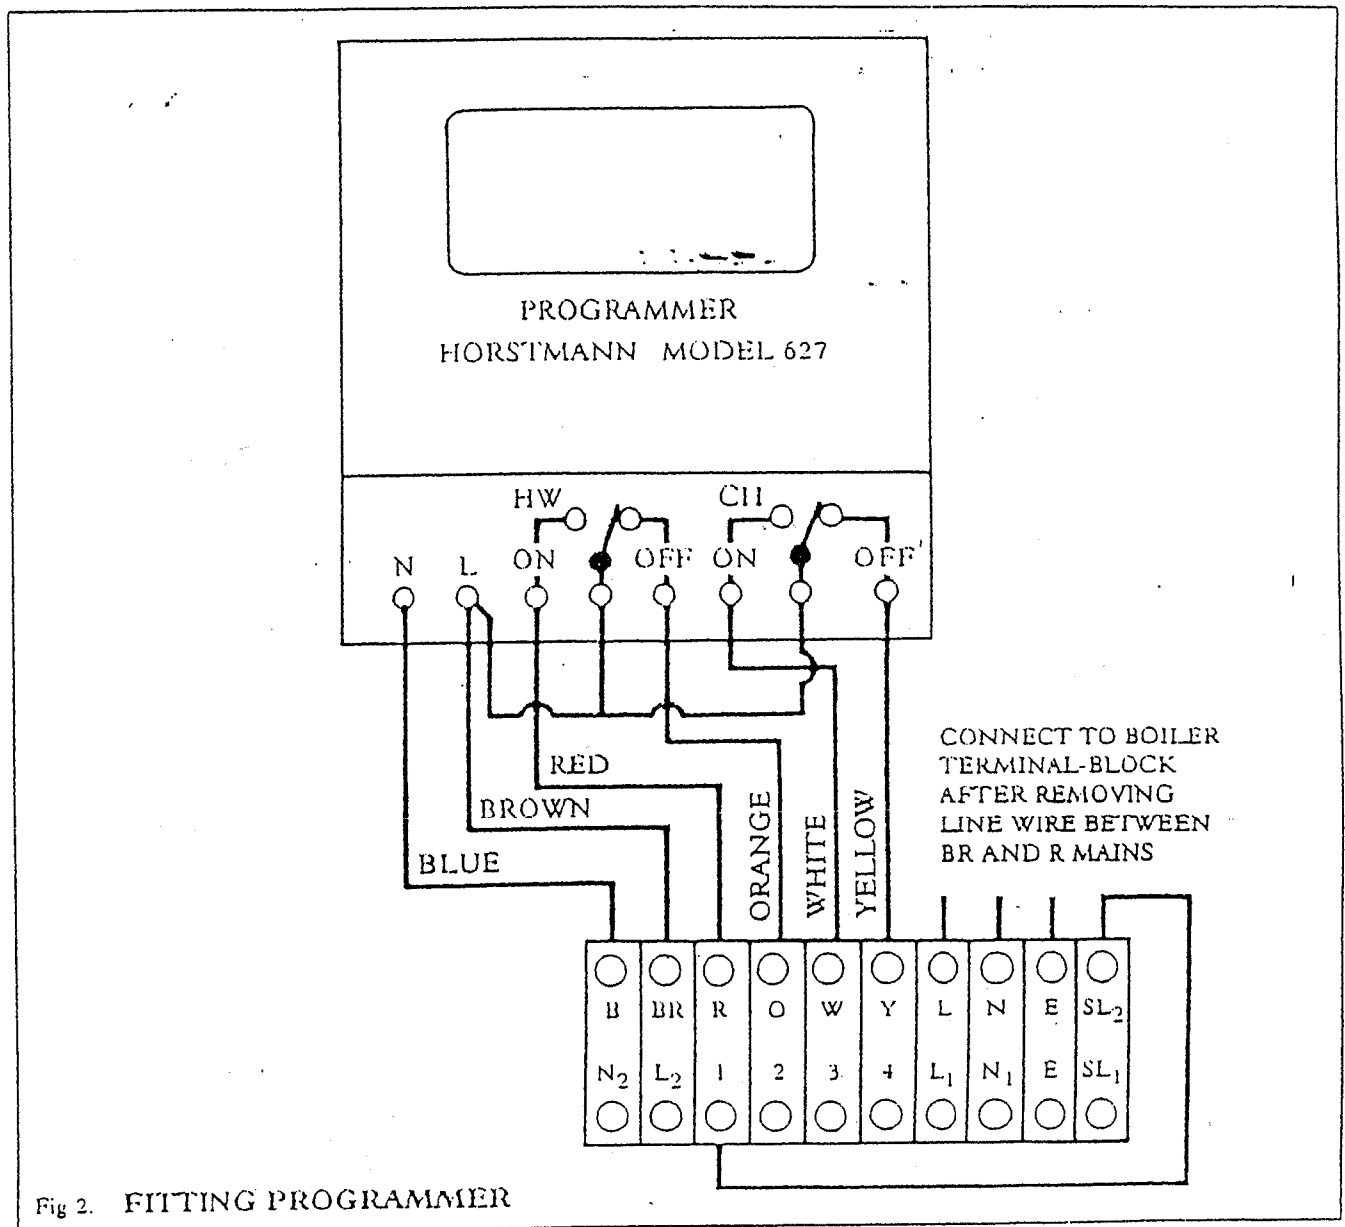 PROGRAMMER
HORSTMANN MODEL 627
HW
CH
N L ON OFF ON OFF
RED
BROWN
BLUE
ORANGE
WHITE
YELLOW
CONNECT TO BOILER
TERMINAL-BLOCK
AFTER REMOVING
LINE WIRE BETWEEN
BR AND R MAINS
B BR R O W Y L N E SL2
N2 L2 1 2 3 4 L1 N1 E SL1
Fig 2. FITTING PROGRAMMER